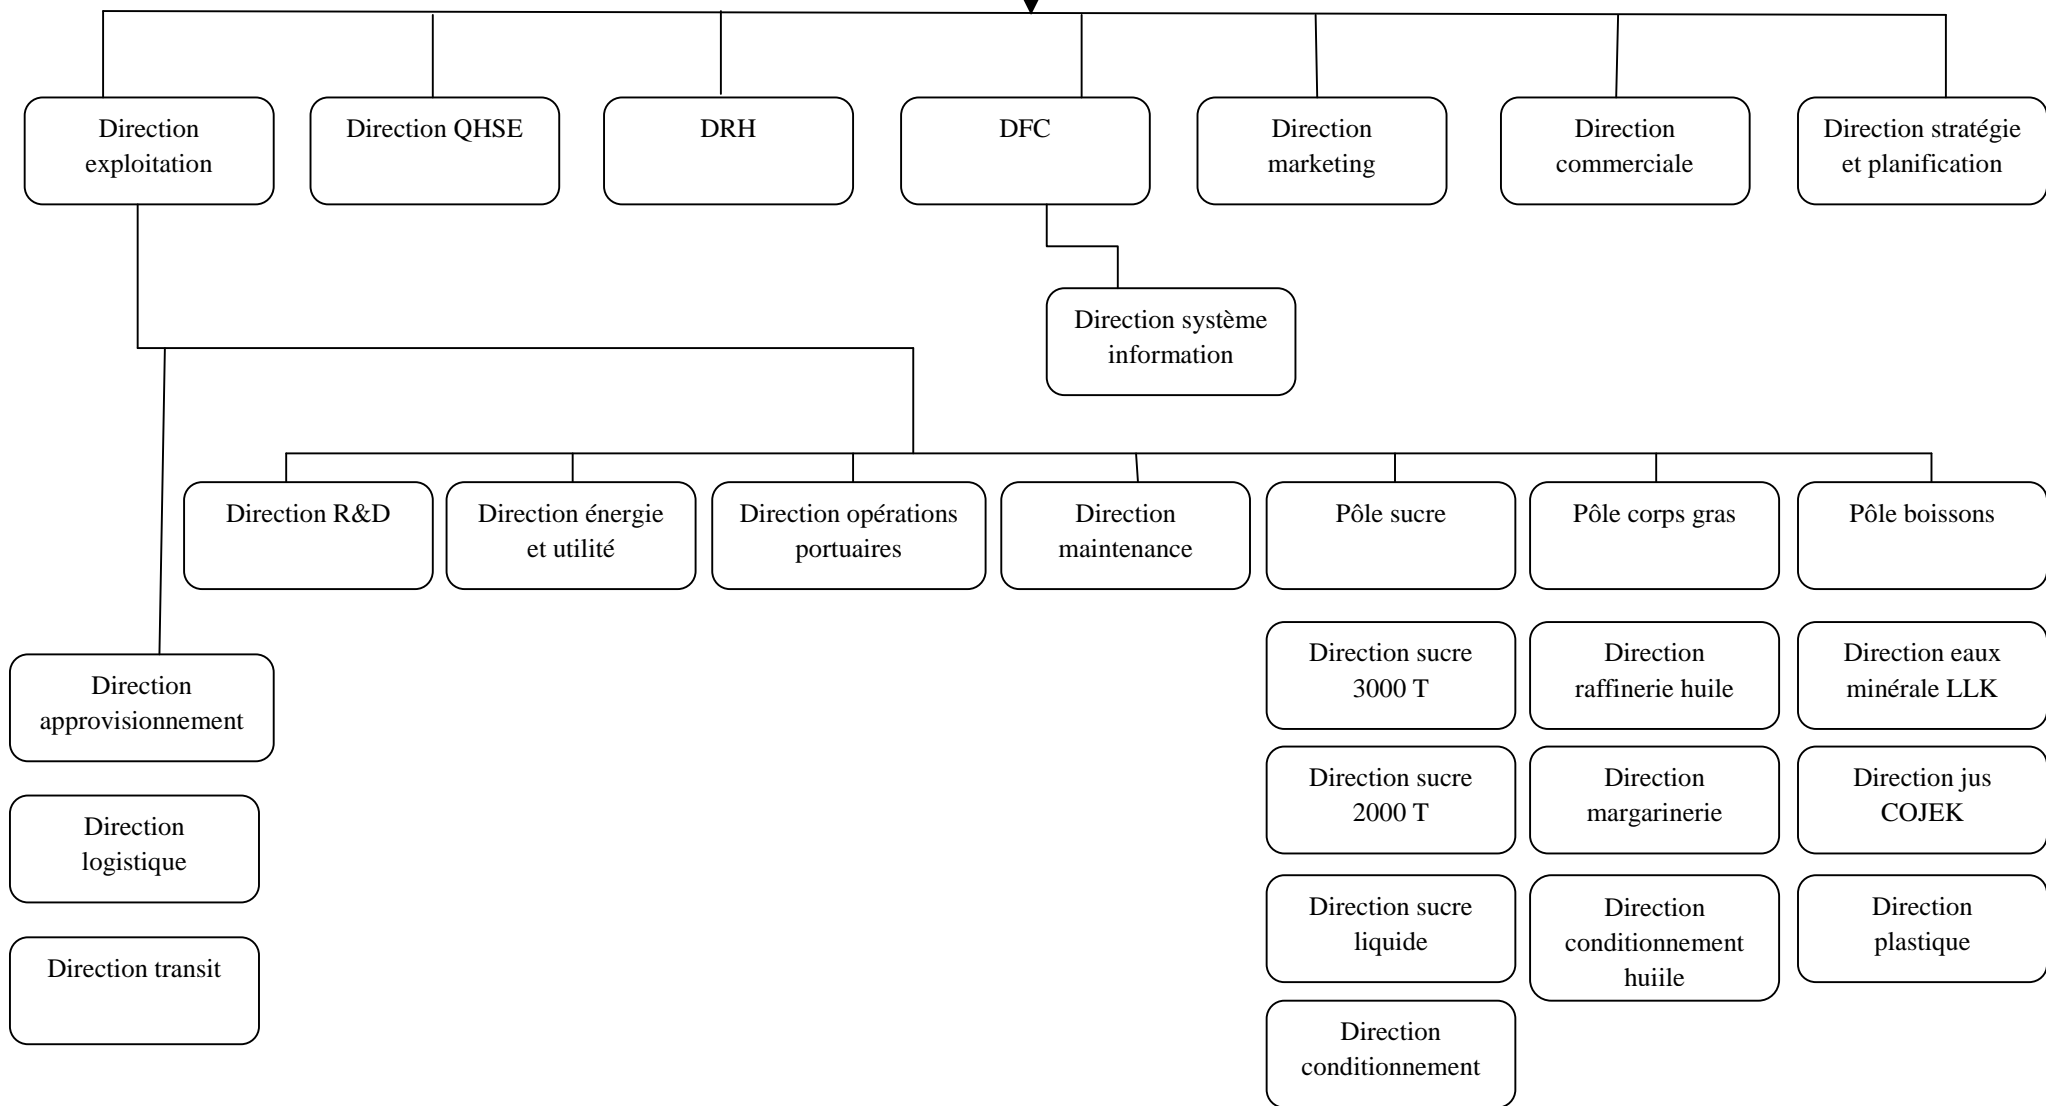 Direction
exploitation
Direction QHSE
DRH
DFC
Direction
marketing
Direction
commerciale
Direction stratégie
et planification
Direction système
information
Direction R&D
Direction énergie
et utilité
Direction opérations
portuaires
Direction
maintenance
Pôle sucre
Pôle corps gras
Pôle boissons
Direction
approvisionnement
Direction
logistique
Direction transit
Direction sucre
3000 T
Direction sucre
2000 T
Direction sucre
liquide
Direction
conditionnement
Direction
raffinerie huile
Direction
margarinerie
Direction
conditionnement
huiile
Direction eaux
minérale LLK
Direction jus
COJEK
Direction
plastique